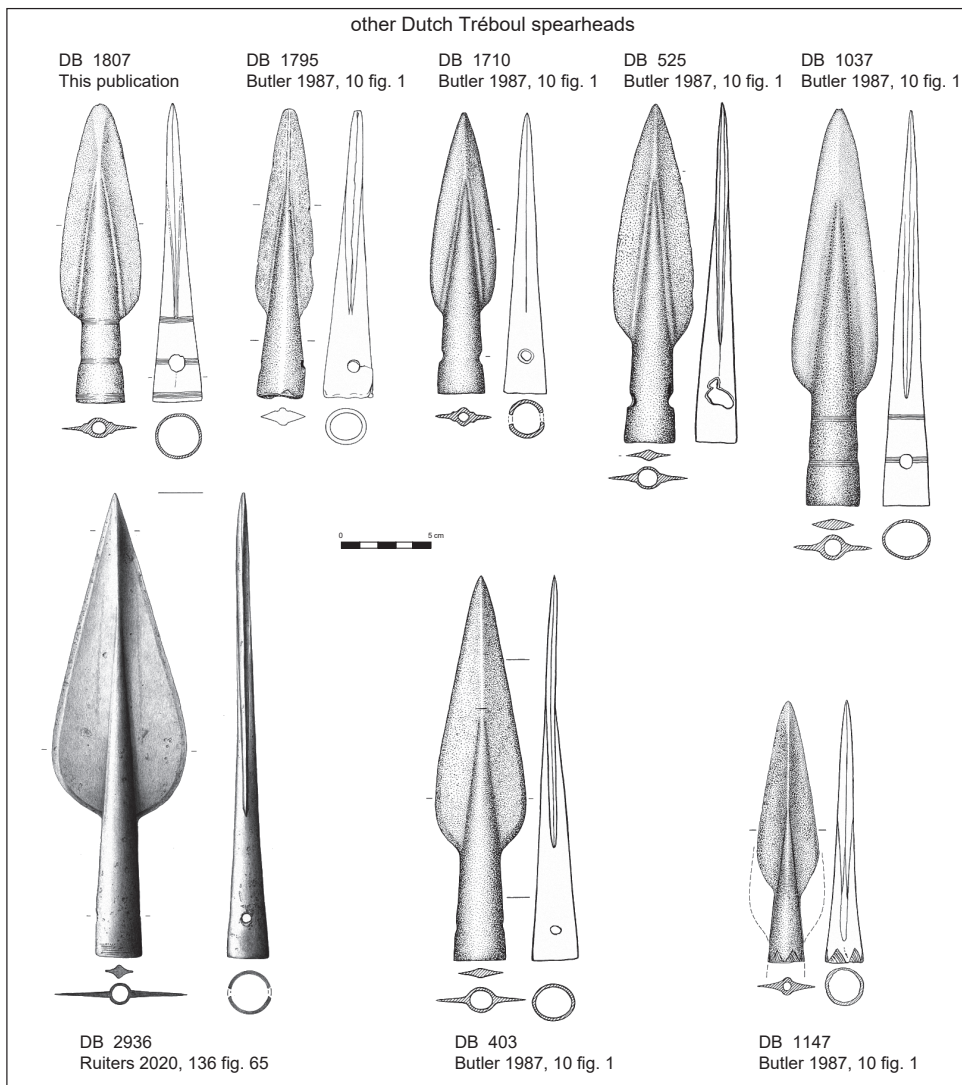 other Dutch Tréboul spearheads
DB 1807
This publication
DB 1795
Butler 1987, 10 fig. 1
DB 1710
Butler 1987, 10 fig. 1
DB 525
Butler 1987, 10 fig. 1
DB 1037
Butler 1987, 10 fig. 1
0 5 cm
DB 2936
Ruiters 2020, 136 fig. 65
DB 403
Butler 1987, 10 fig. 1
DB 1147
Butler 1987, 10 fig. 1